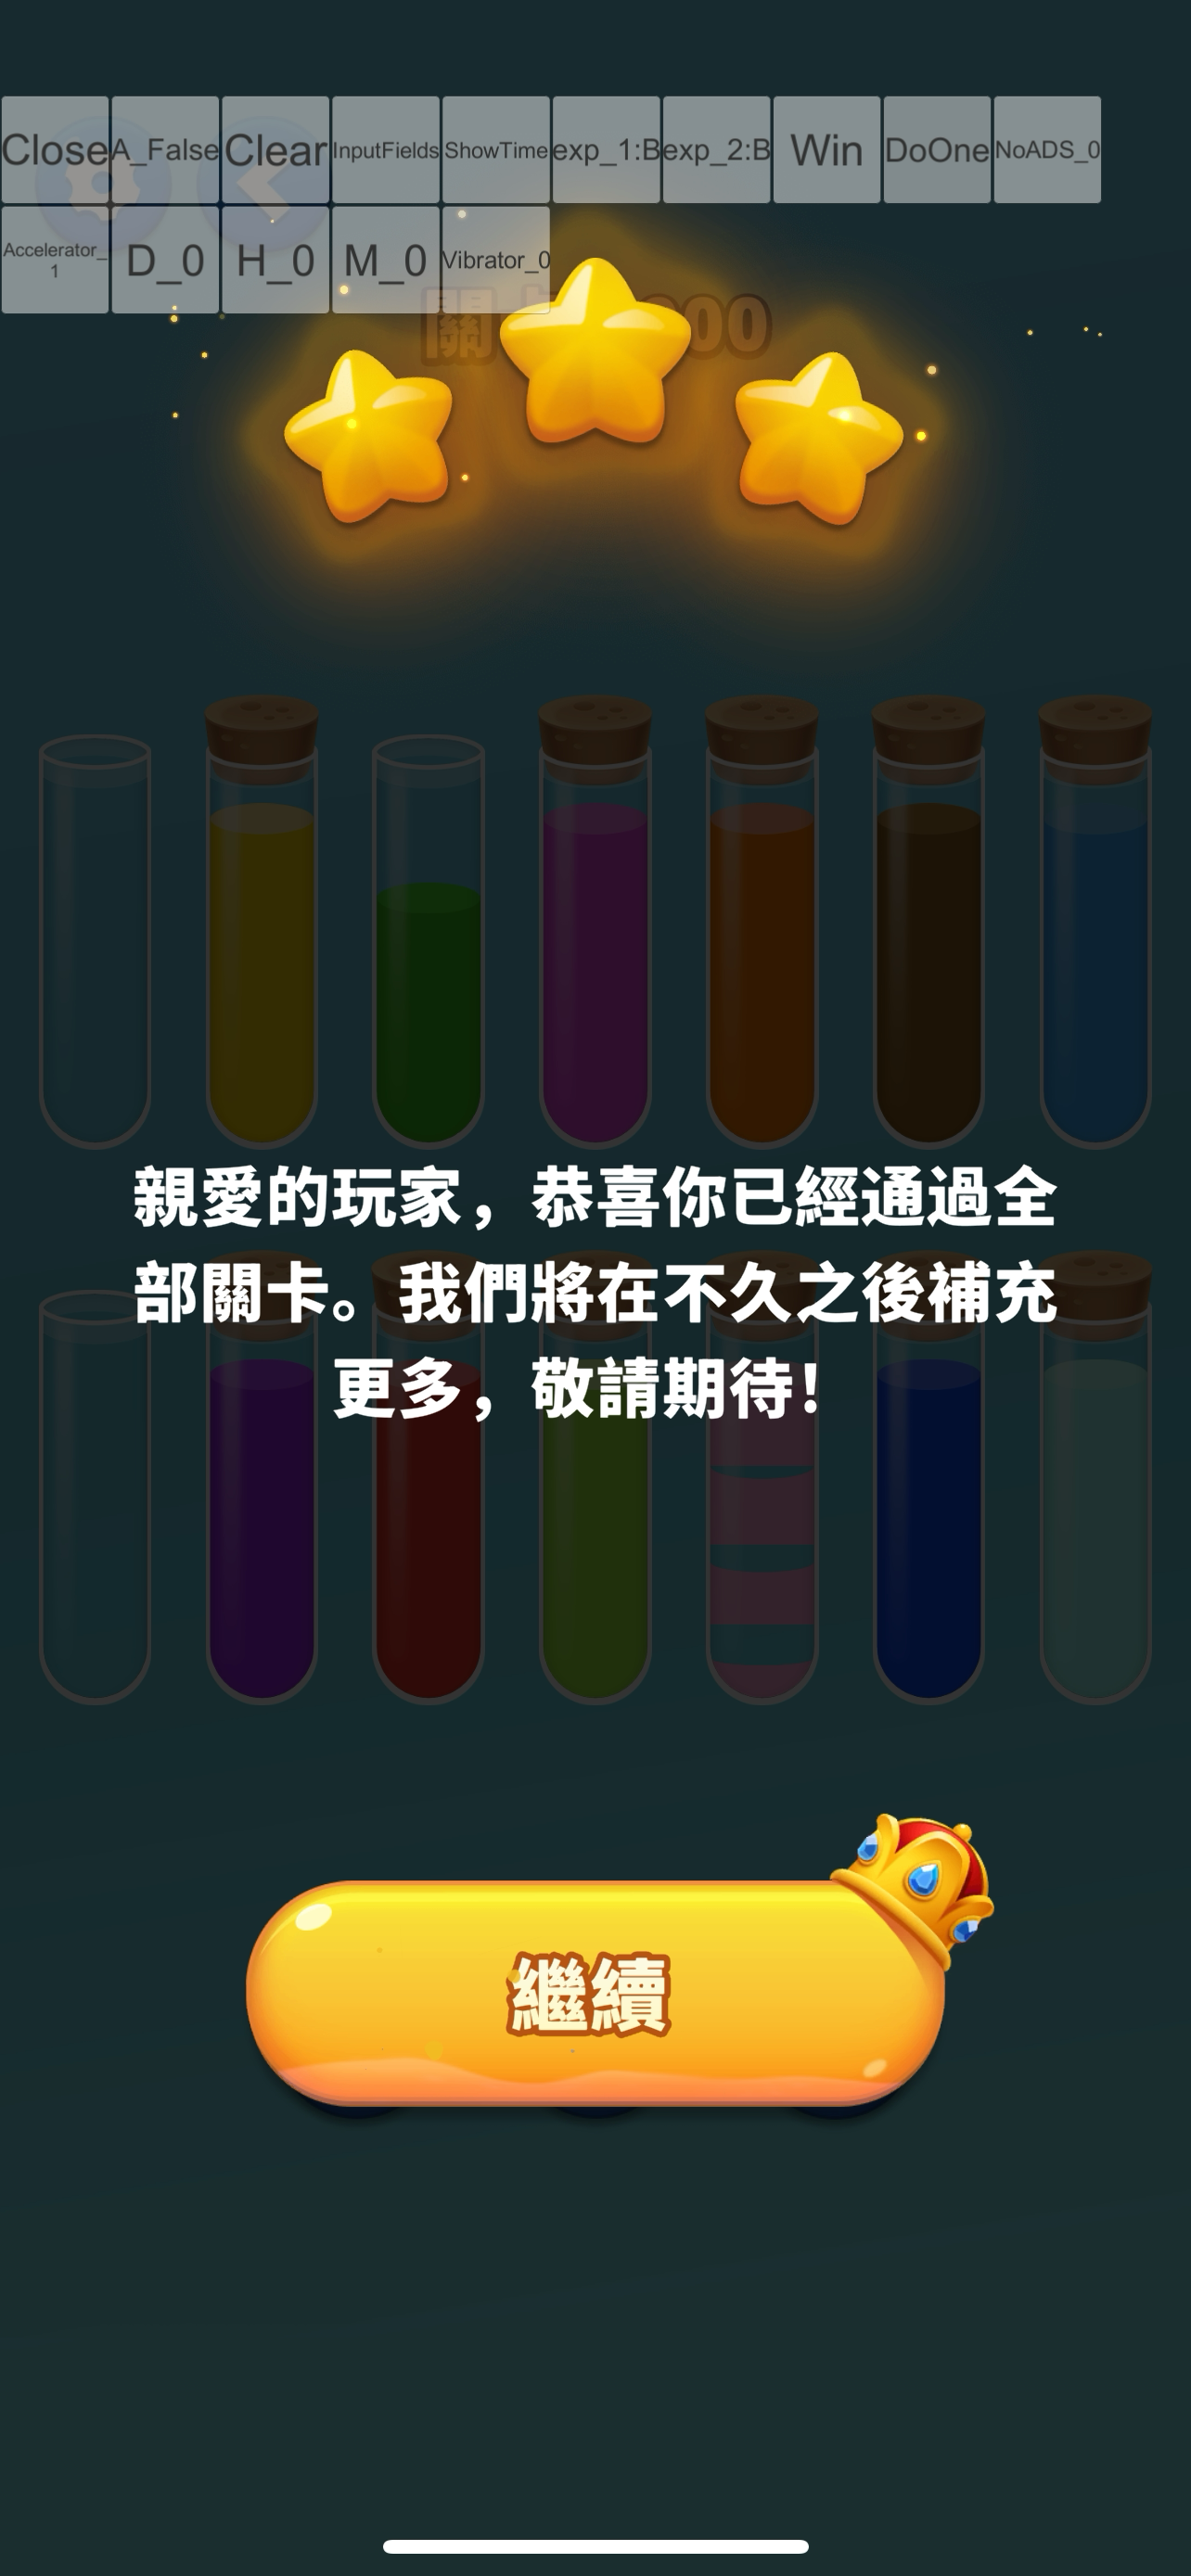 Close A_False Clear InputFields ShowTime exp_1:B exp_2:B Win DoOne NoADS_0
Accelerator_1 D_0 H_0 M_0 Vibrator_0
關
00
親愛的玩家，恭喜你已經通過全
部關卡。我們將在不久之後補充
更多，敬請期待！
繼續